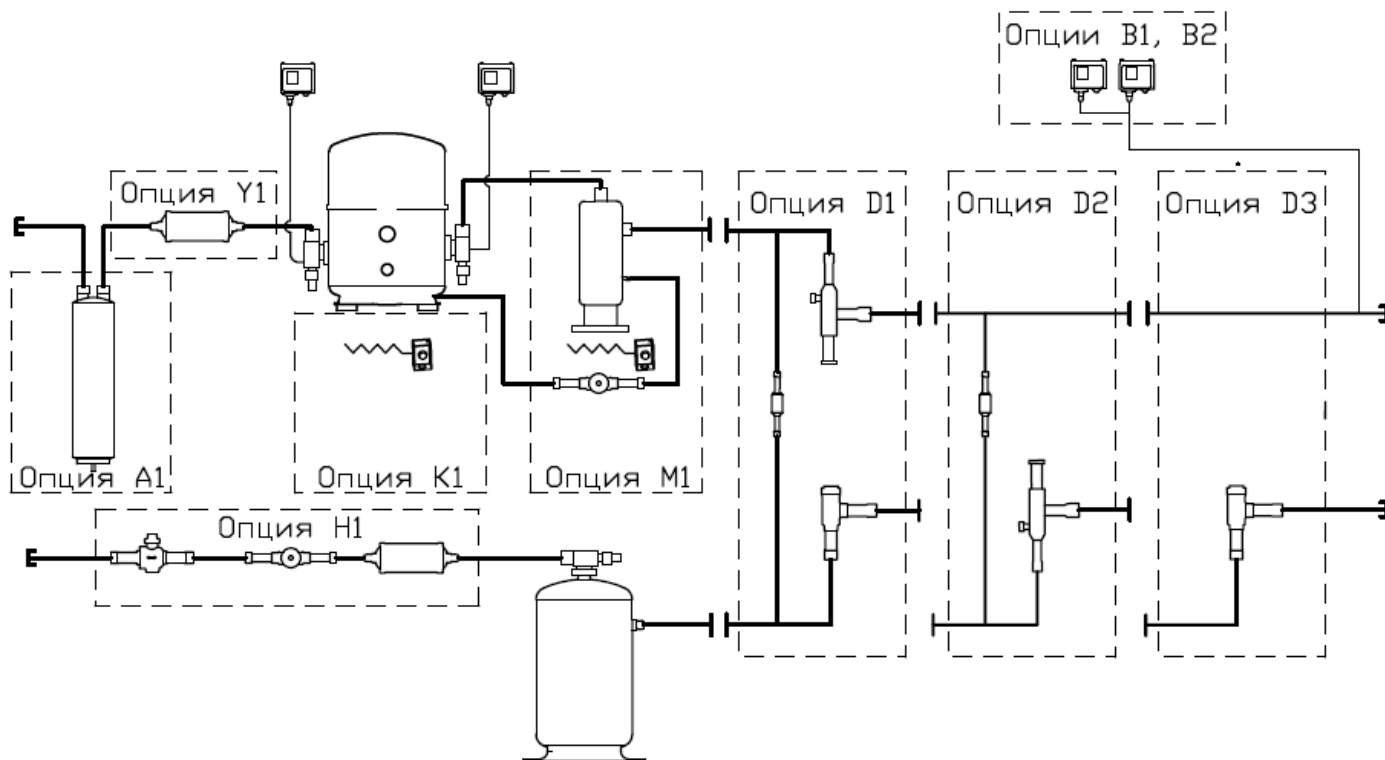 Опции B1, B2
Опция Y1
Опция D1
Опция D2
Опция D3
Опция A1
Опция K1
Опция M1
Опция H1